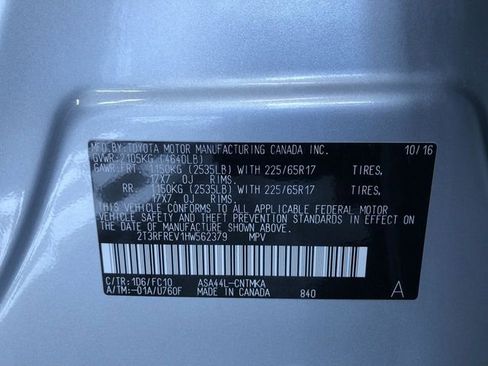 MFD. BY: TOYOTA MOTOR MANUFACTURING CANADA INC. 10/16
GVWR: 2105KG (4640LB)
GAWR: FRT. 1150KG (2535LB) WITH 225/65R17 TIRES,
17X7.0J RIMS.
RR. 1150KG (2535LB) WITH 225/65R17 TIRES,
17X7.0J RIMS.
THIS VEHICLE CONFORMS TO ALL APPLICABLE FEDERAL MOTOR
VEHICLE SAFETY AND THEFT PREVENTION STANDARDS IN EFFECT ON
THE DATE OF MANUFACTURE SHOWN ABOVE.
2T3RFREV1HW562379 MPV
C/TR: 1D6/FC10 ASA44L-CNTMKA
A/TM:-01A/U760F MADE IN CANADA 840 A